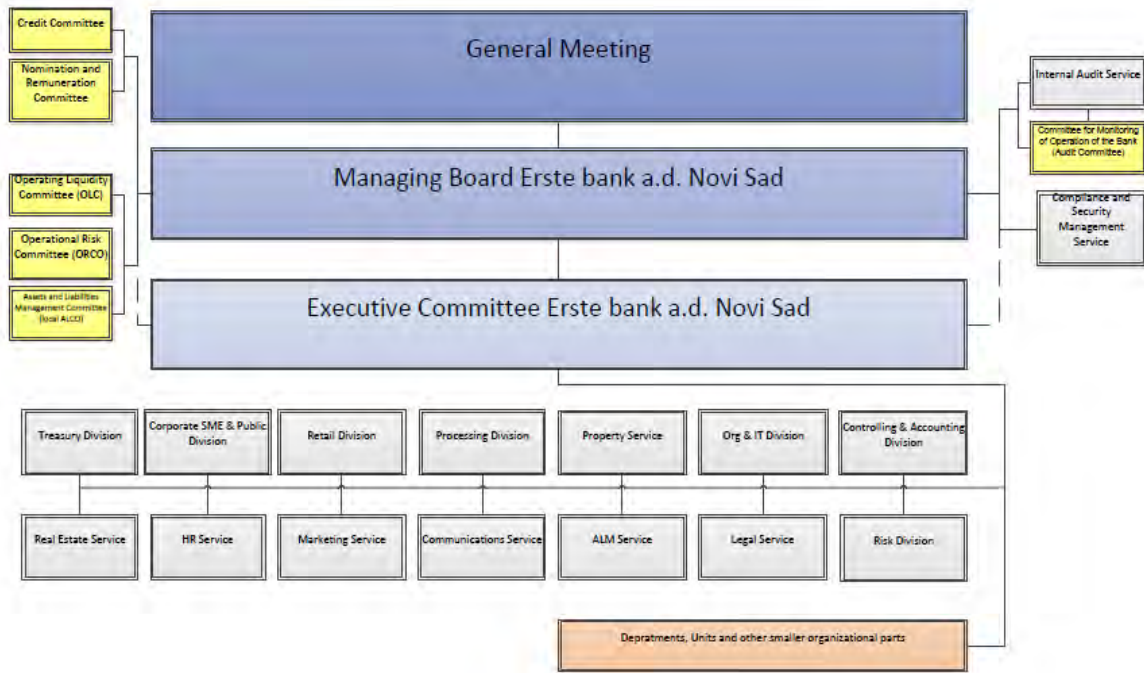 Credit Committee
Nomination and
Remuneration
Committee
General Meeting
Internal Audit Service
Committee for Monitoring
of Operation of the Bank
(Audit Committee)
Managing Board Erste bank a.d. Novi Sad
Operating Liquidity
Committee (OLC)
Compliance and
Security
Management
Service
Operational Risk
Committee (ORCO)
Assets and Liabilities
Management Committee
(local ALCO)
Executive Committee Erste bank a.d. Novi Sad
Treasury Division
Corporate SME & Public
Division
Retail Division
Processing Division
Property Service
Org & IT Division
Controlling & Accounting
Division
Real Estate Service
HR Service
Marketing Service
Communications Service
ALM Service
Legal Service
Risk Division
Depratments, Units and other smaller organizational parts